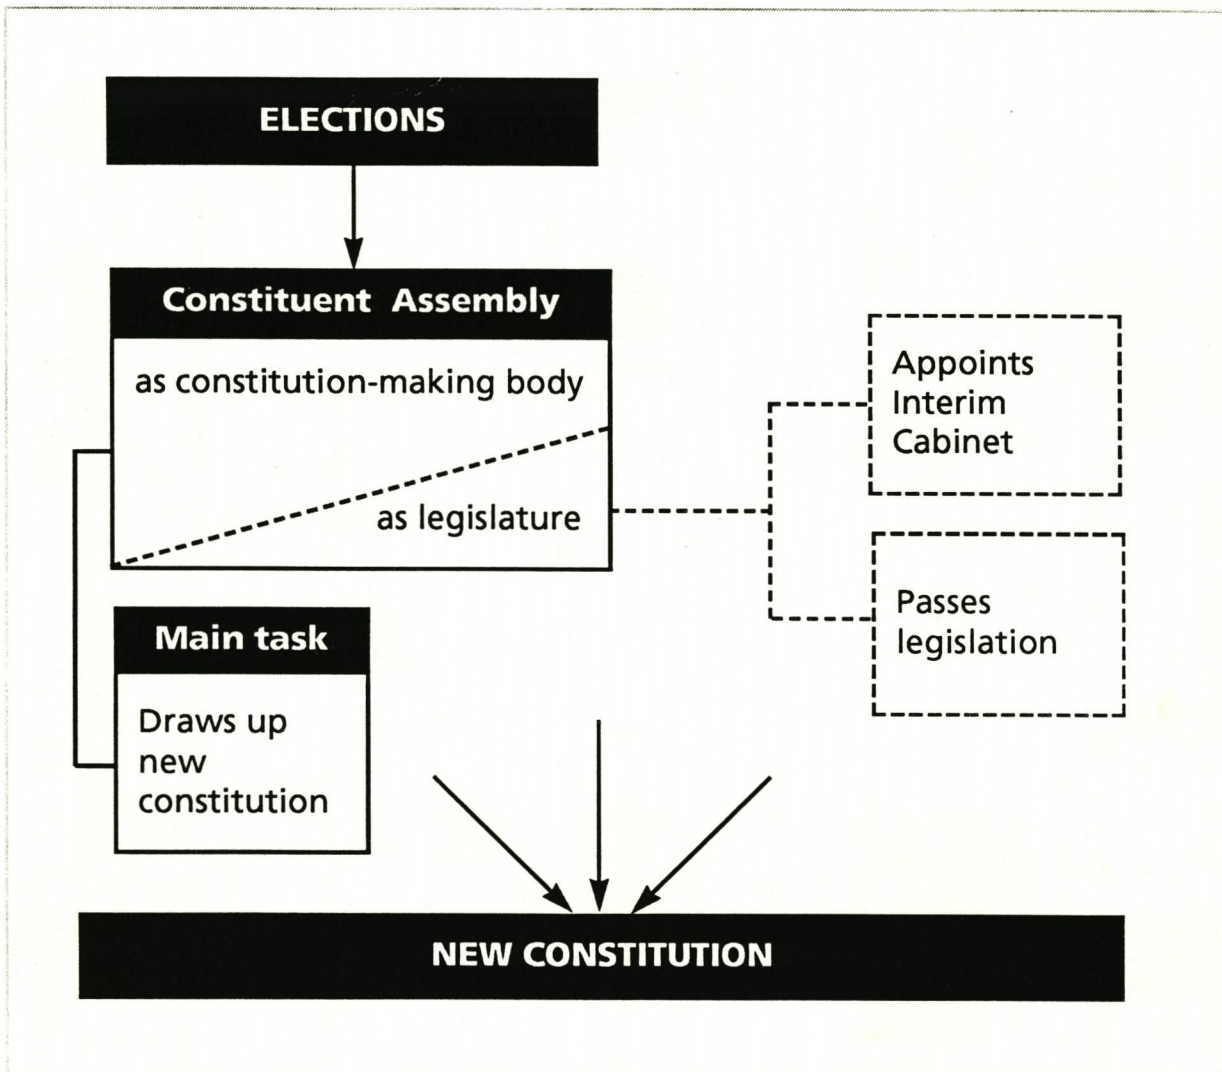 ELECTIONS
Constituent Assembly
as constitution-making body
as legislature
Appoints
Interim
Cabinet
Passes
legislation
Main task
Draws up
new
constitution
NEW CONSTITUTION